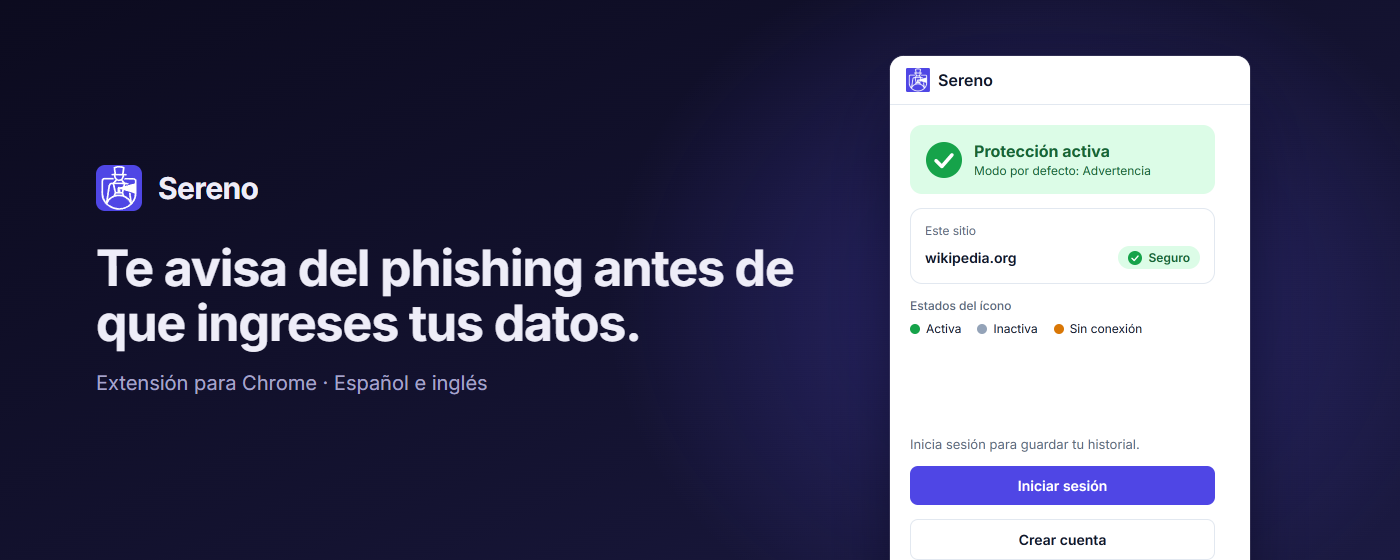 Sereno
Te avisa del phishing antes de
que ingreses tus datos.
Extensión para Chrome · Español e inglés
Sereno
Protección activa
Modo por defecto: Advertencia
Este sitio
wikipedia.org
Seguro
Estados del ícono
Activa
Inactiva
Sin conexión
Inicia sesión para guardar tu historial.
Iniciar sesión
Crear cuenta